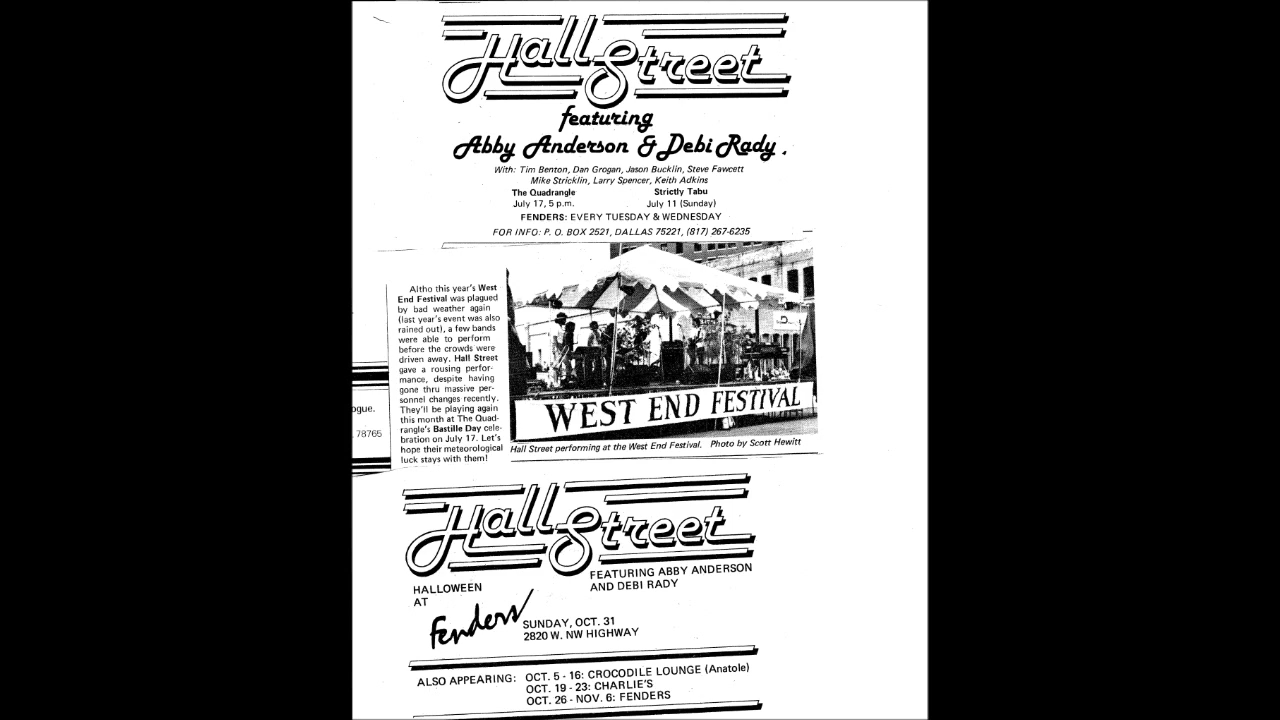 Hall Street
featuring
Abby Anderson & Debi Rady.
With: Tim Benton, Dan Grogan, Jason Bucklin, Steve Fawcett
Mike Stricklin, Larry Spencer, Keith Adkins
The Quadrangle
July 17, 5 p.m.
Strictly Tabu
July 11 (Sunday)
FENDERS: EVERY TUESDAY & WEDNESDAY
FOR INFO: P. O. BOX 2521, DALLAS 75221, (817) 267-6235
Altho this year's West
End Festival was plagued
by bad weather again
(last year's event was also
rained out), a few bands
were able to perform
before the crowds were
driven away. Hall Street
gave a rousing perfor-
mance, despite having
gone thru massive per-
sonnel changes recently.
They'll be playing again
this month at The Quad-
rangle's Bastille Day cele-
bration on July 17. Let's
hope their meteorological
luck stays with them!
ogue.
78765
WEST END FESTIVAL
Hall Street performing at the West End Festival. Photo by Scott Hewitt
Hall Street
FEATURING ABBY ANDERSON
AND DEBI RADY
HALLOWEEN
AT
Fenders
SUNDAY, OCT. 31
2820 W. NW HIGHWAY
ALSO APPEARING: OCT. 5 - 16: CROCODILE LOUNGE (Anatole)
OCT. 19 - 23: CHARLIE'S
OCT. 26 - NOV. 6: FENDERS